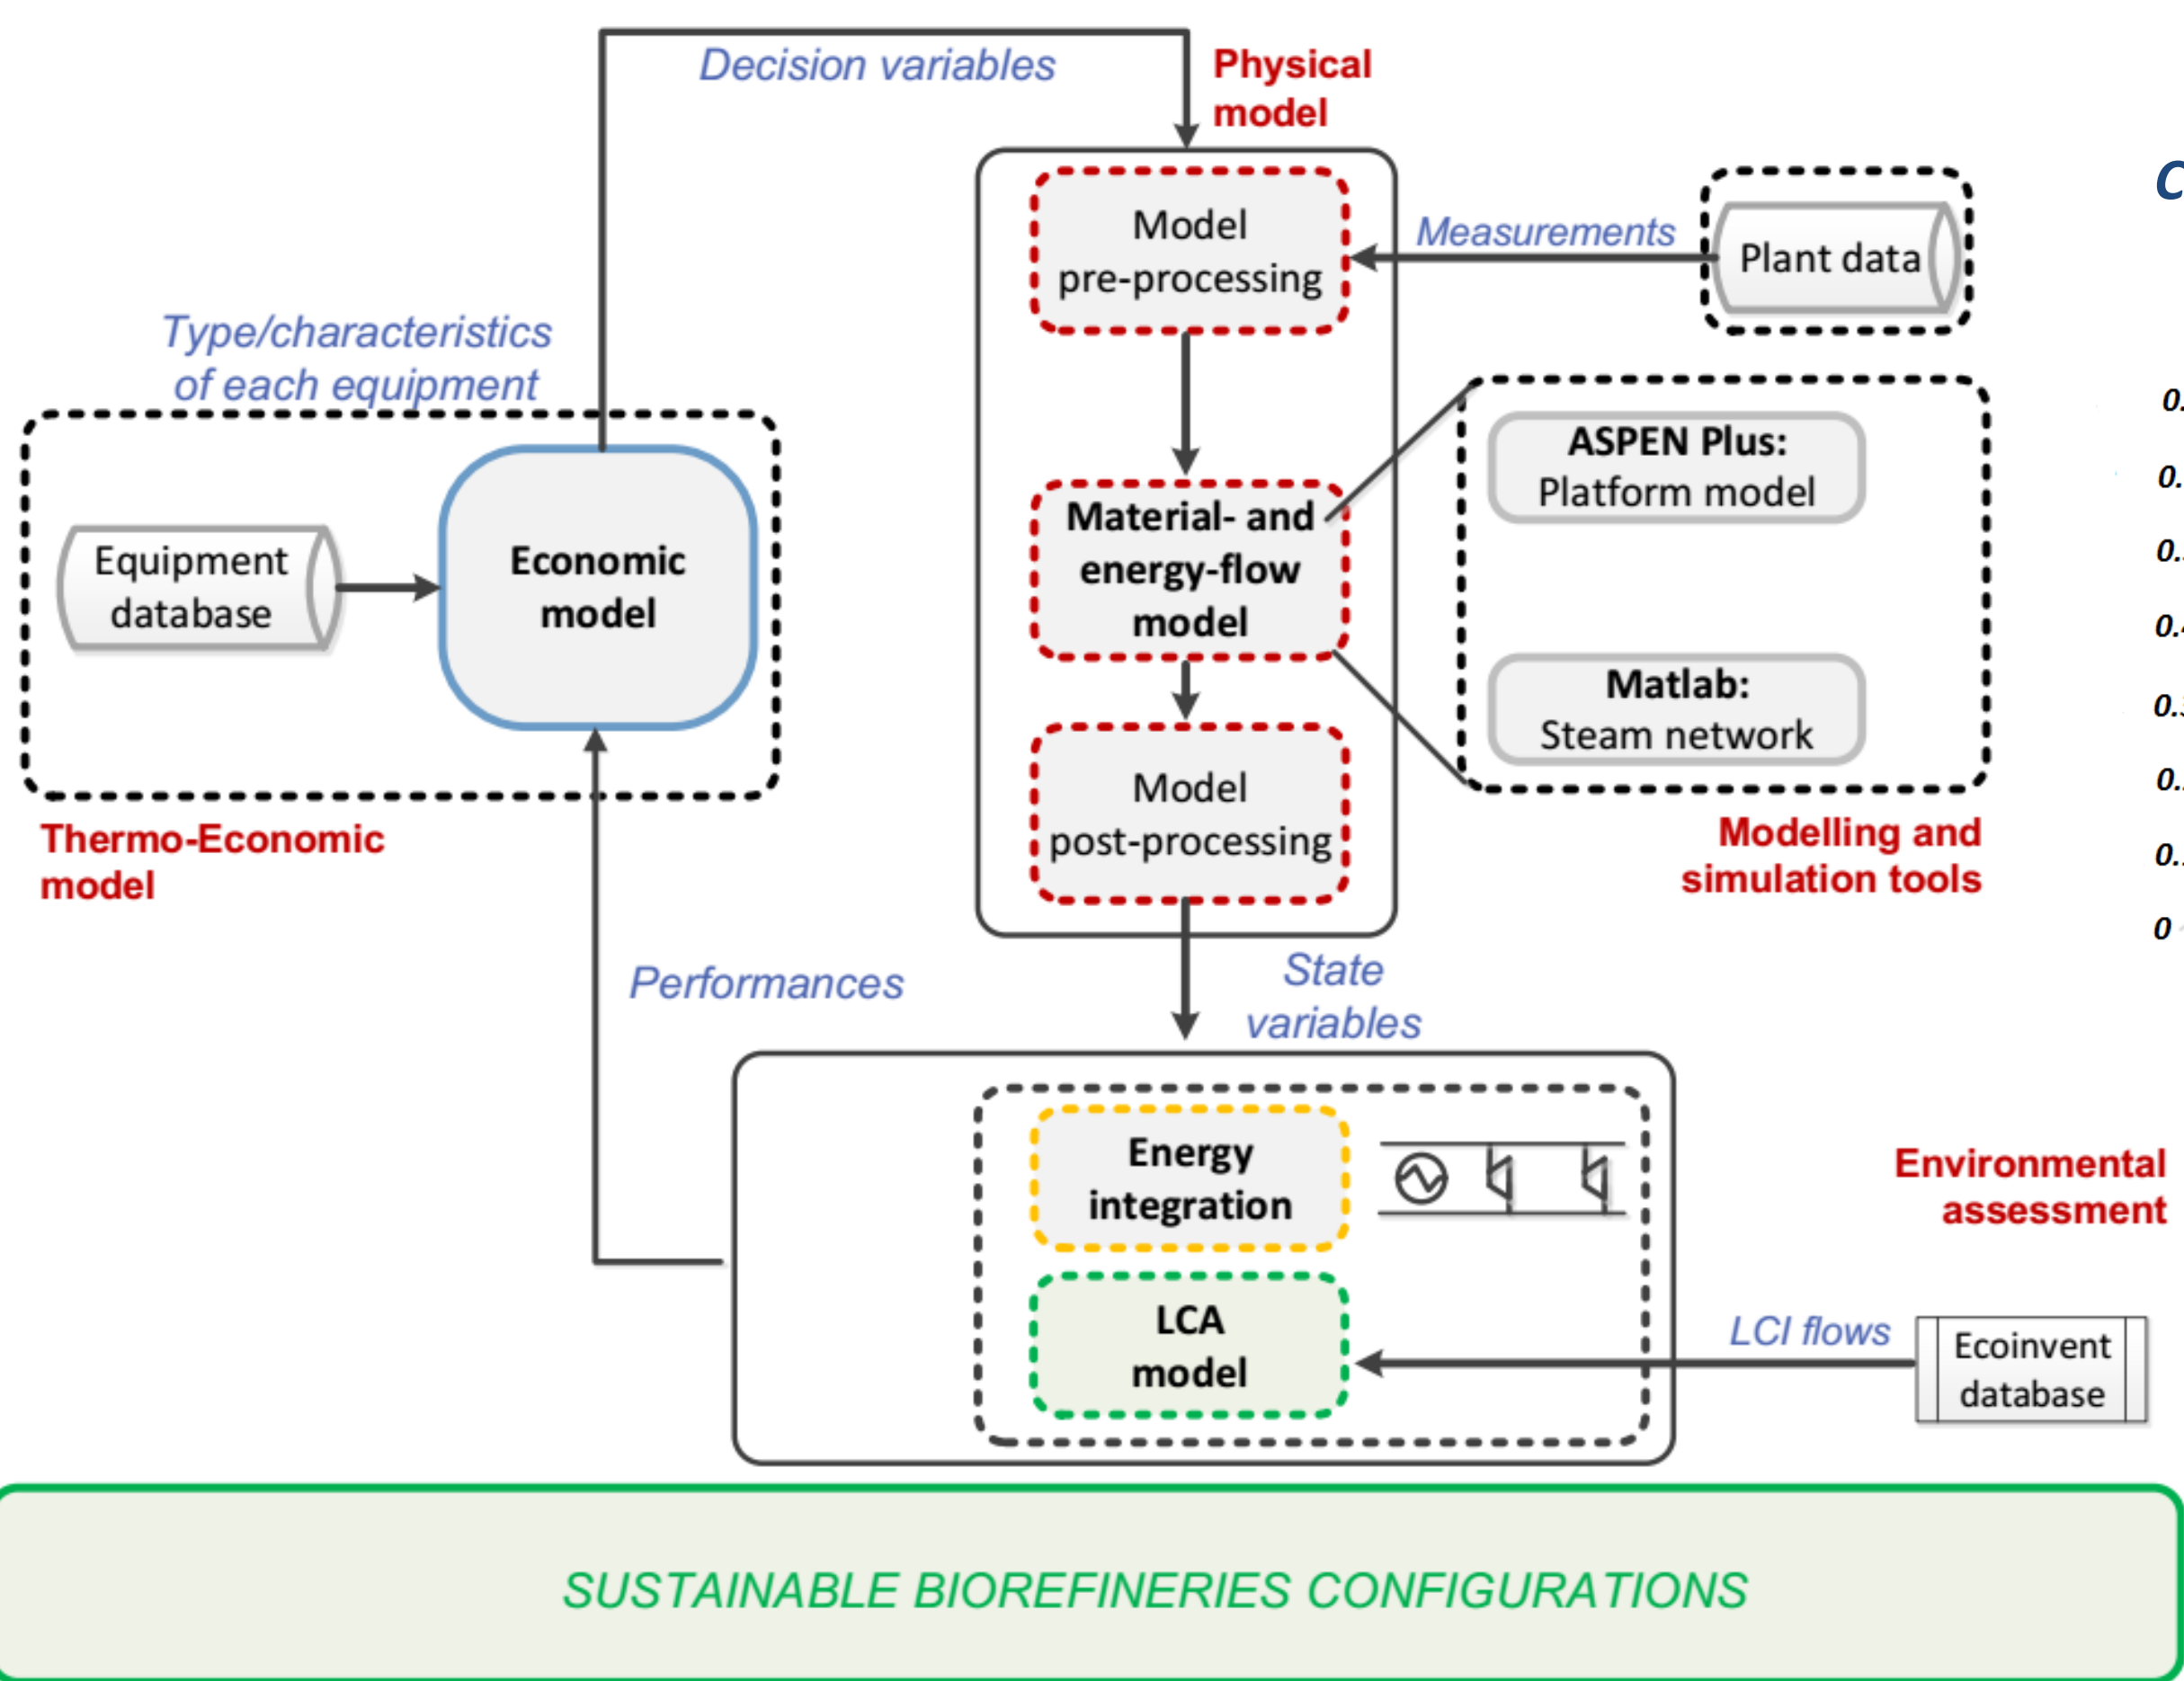 Decision variables
Physical
model
Model
pre-processing
Measurements
Plant data
Type/characteristics
of each equipment
Equipment
database
Economic
model
Thermo-Economic
model
Material- and
energy-flow
model
ASPEN Plus:
Platform model
Matlab:
Steam network
Modelling and
simulation tools
Model
post-processing
Performances
State
variables
Energy
integration
LCA
model
Environmental
assessment
LCI flows
Ecoinvent
database
SUSTAINABLE BIOREFINERIES CONFIGURATIONS
0